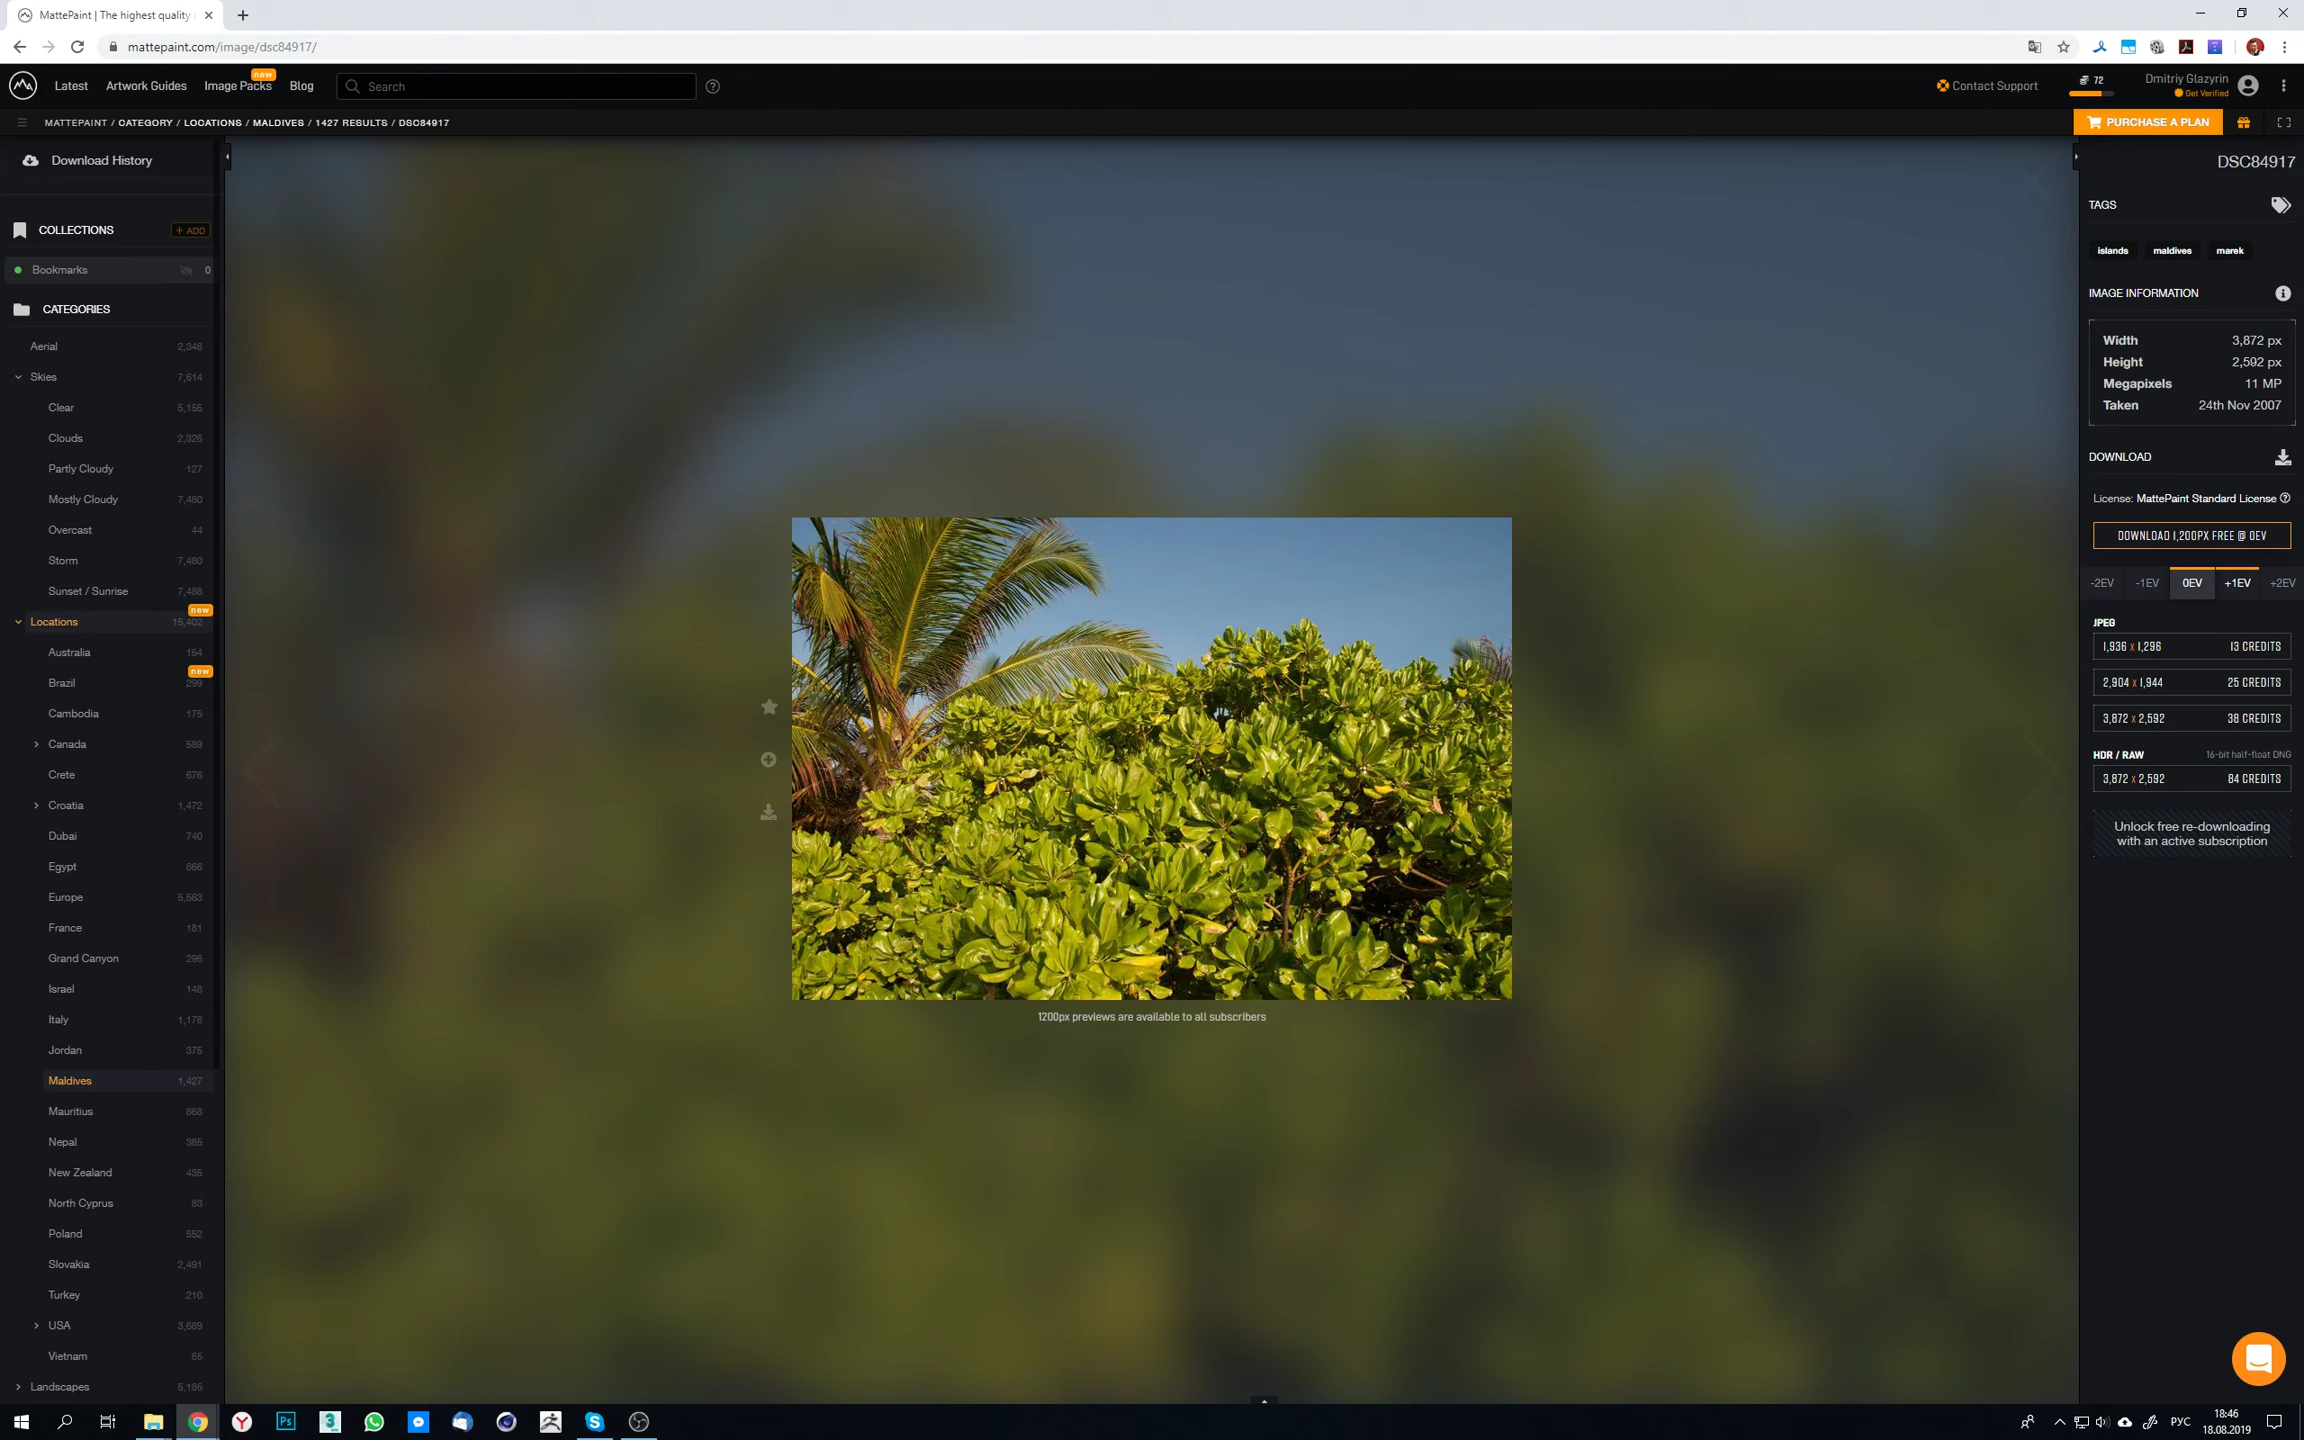 MattePaint | The highest quality
mattepaint.com/image/dsc84917/
Latest
Artwork Guides
Image Packs
new
Blog
Search
Contact Support
72
Dmitriy Glazyrin
Get Verified
MATTEPAINT / CATEGORY / LOCATIONS / MALDIVES / 1427 RESULTS / DSC84917
PURCHASE A PLAN
Download History
COLLECTIONS
+ ADD
Bookmarks 0
CATEGORIES
Aerial 2,348
Skies 7,614
Clear 5,155
Clouds 2,326
Partly Cloudy 127
Mostly Cloudy 7,480
Overcast 44
Storm 7,480
Sunset / Sunrise 7,488
new
Locations 15,402
Australia 154
new
Brazil 299
Cambodia 175
Canada 589
Crete 676
Croatia 1,472
Dubai 740
Egypt 866
Europe 5,563
France 181
Grand Canyon 296
Israel 148
Italy 1,178
Jordan 375
Maldives 1,427
Mauritius 868
Nepal 385
New Zealand 435
North Cyprus 83
Poland 552
Slovakia 2,491
Turkey 210
USA 3,689
Vietnam 65
Landscapes 5,185
1200px previews are available to all subscribers
DSC84917
TAGS
islands maldives marek
IMAGE INFORMATION
Width 3,872 px
Height 2,592 px
Megapixels 11 MP
Taken 24th Nov 2007
DOWNLOAD
License: MattePaint Standard License
DOWNLOAD 1,200PX FREE @ 0EV
-2EV -1EV 0EV +1EV +2EV
JPEG
1,936 x 1,296 13 CREDITS
2,904 x 1,944 25 CREDITS
3,872 x 2,592 38 CREDITS
HDR / RAW 16-bit half-float DNG
3,872 x 2,592 84 CREDITS
Unlock free re-downloading
with an active subscription
Ps
РУС
18:46
18.08.2019